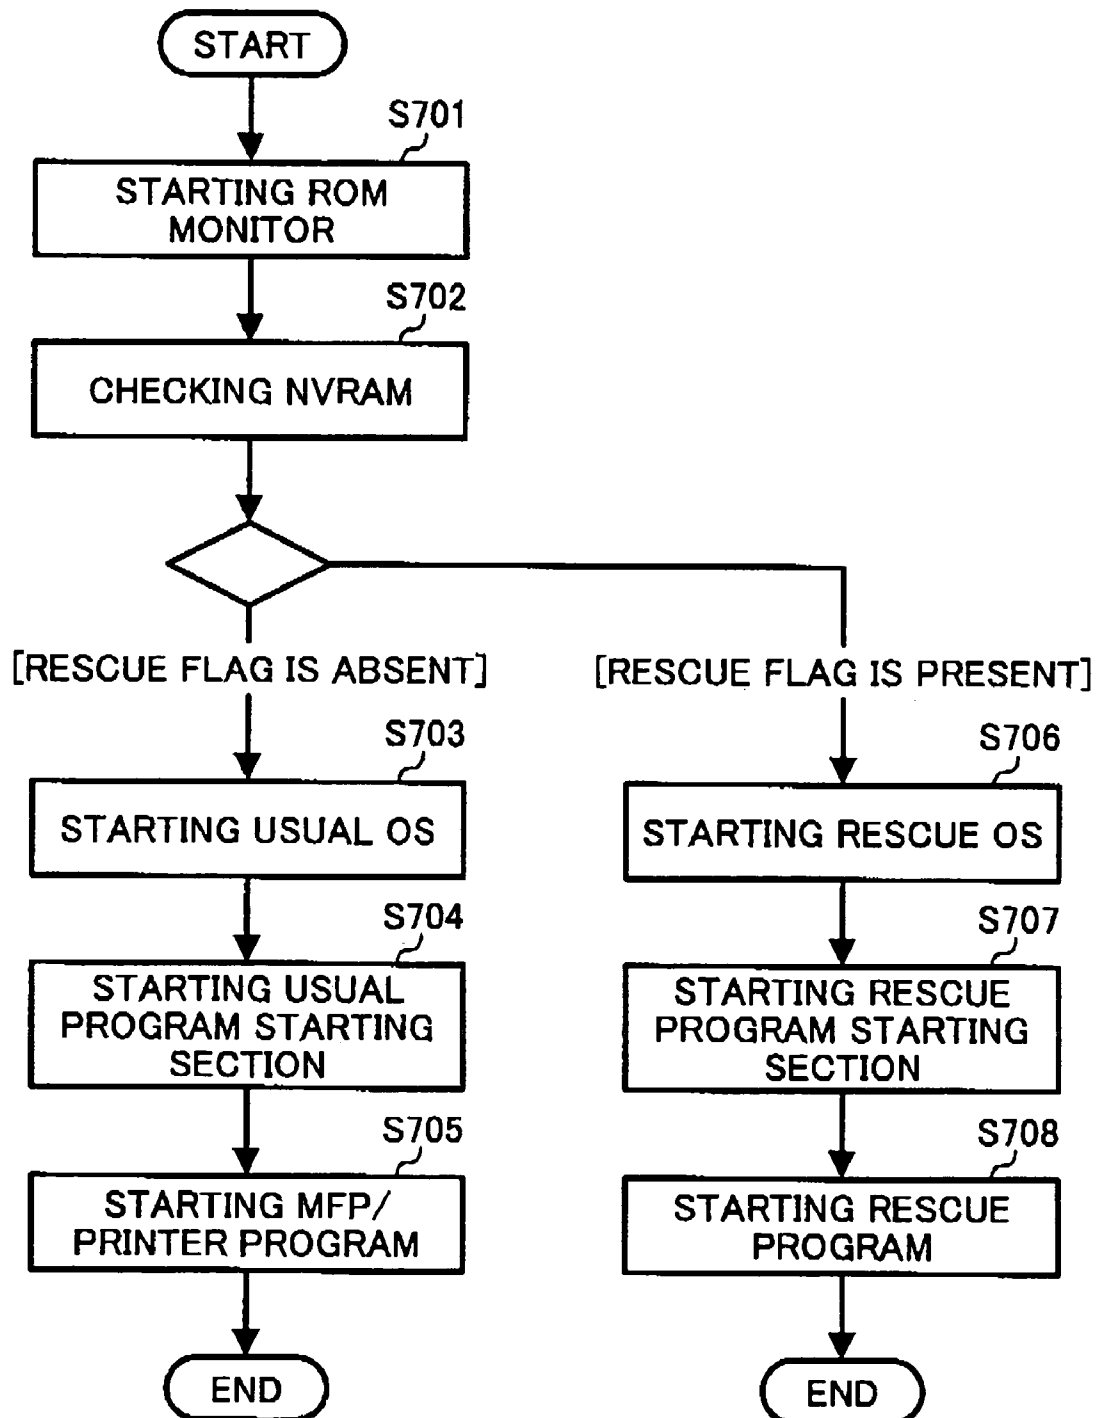 START
S701
STARTING ROM
MONITOR
S702
CHECKING NVRAM
[RESCUE FLAG IS ABSENT]
[RESCUE FLAG IS PRESENT]
S703
STARTING USUAL OS
S704
STARTING USUAL
PROGRAM STARTING
SECTION
S705
STARTING MFP/
PRINTER PROGRAM
END
S706
STARTING RESCUE OS
S707
STARTING RESCUE
PROGRAM STARTING
SECTION
S708
STARTING RESCUE
PROGRAM
END